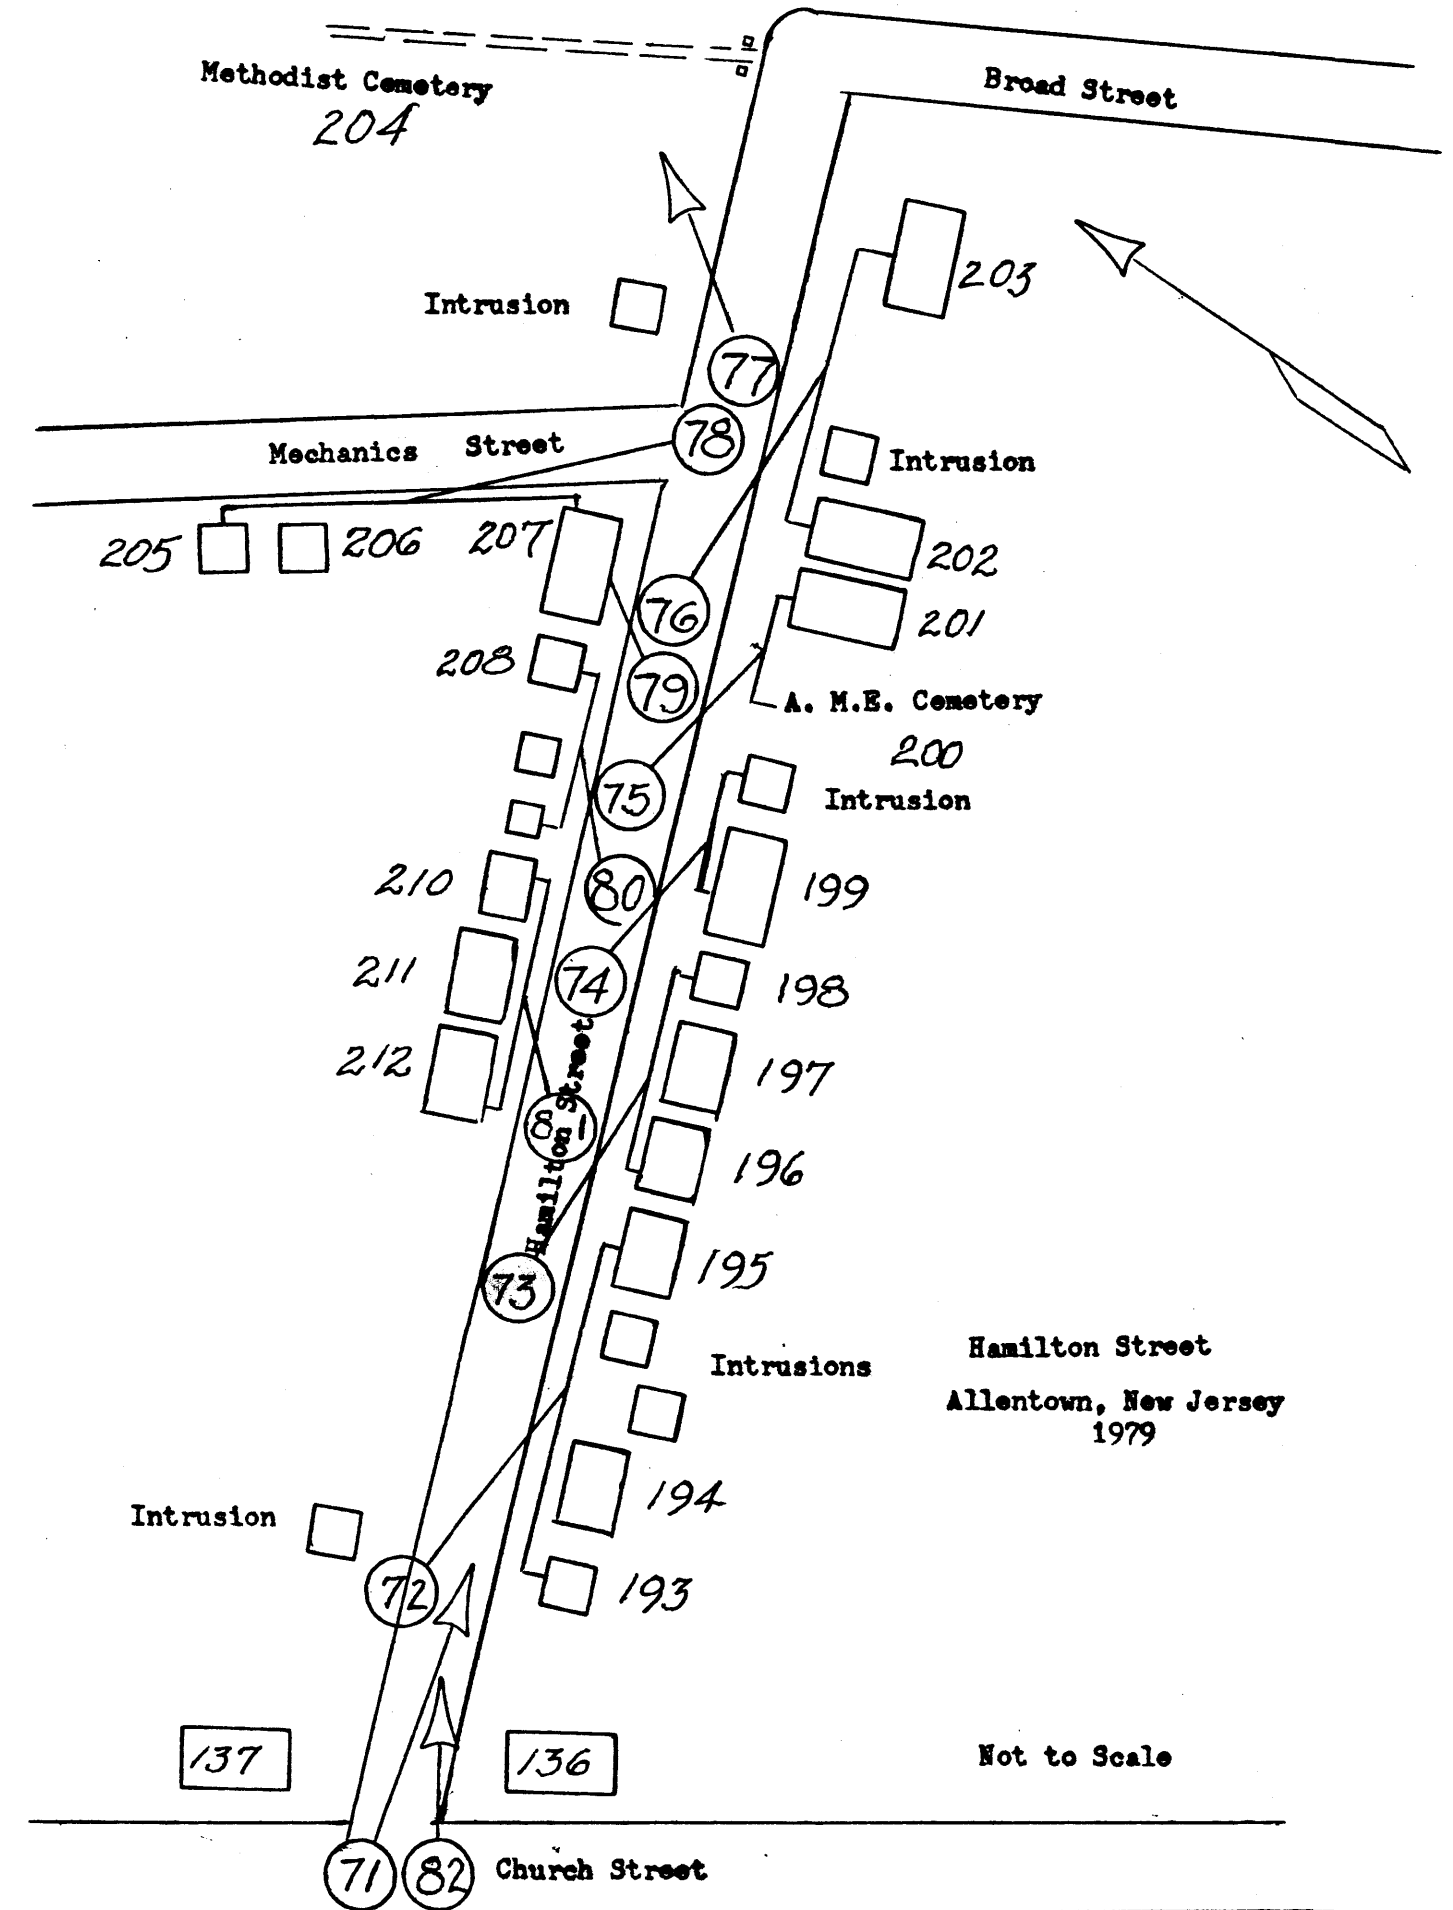 Methodist Cemetery
204
Broad Street
203
Intrusion
77
78
Mechanics Street
Intrusion
205
206
207
202
76
201
208
79
A. M.E. Cemetery
200
75
Intrusion
210
80
199
211
74
198
212
197
Hamilton Street
81
196
73
195
Intrusions
Hamilton Street
Allentown, New Jersey
1979
194
Intrusion
72
193
137
136
Not to Scale
71
82
Church Street